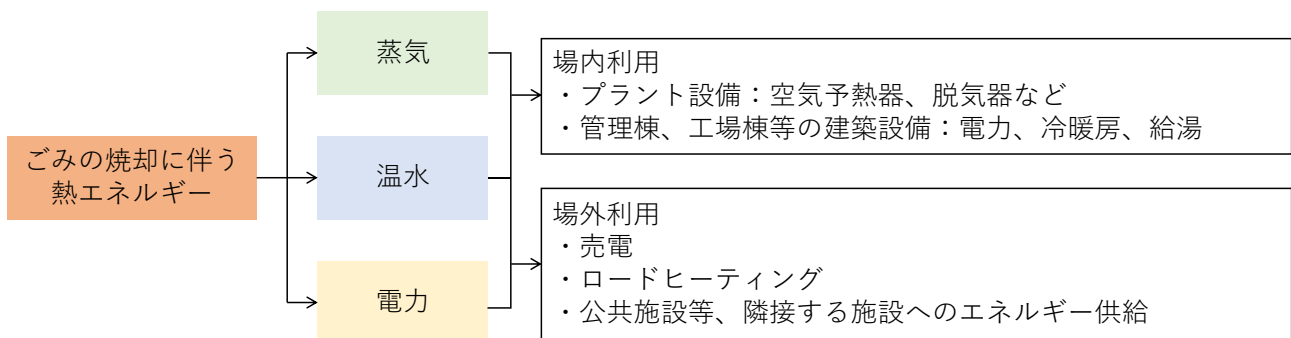 ごみの焼却に伴う
熱エネルギー
蒸気
温水
電力
場内利用
・プラント設備：空気予熱器、脱気器など
・管理棟、工場棟等の建築設備：電力、冷暖房、給湯
場外利用
・売電
・ロードヒーティング
・公共施設等、隣接する施設へのエネルギー供給